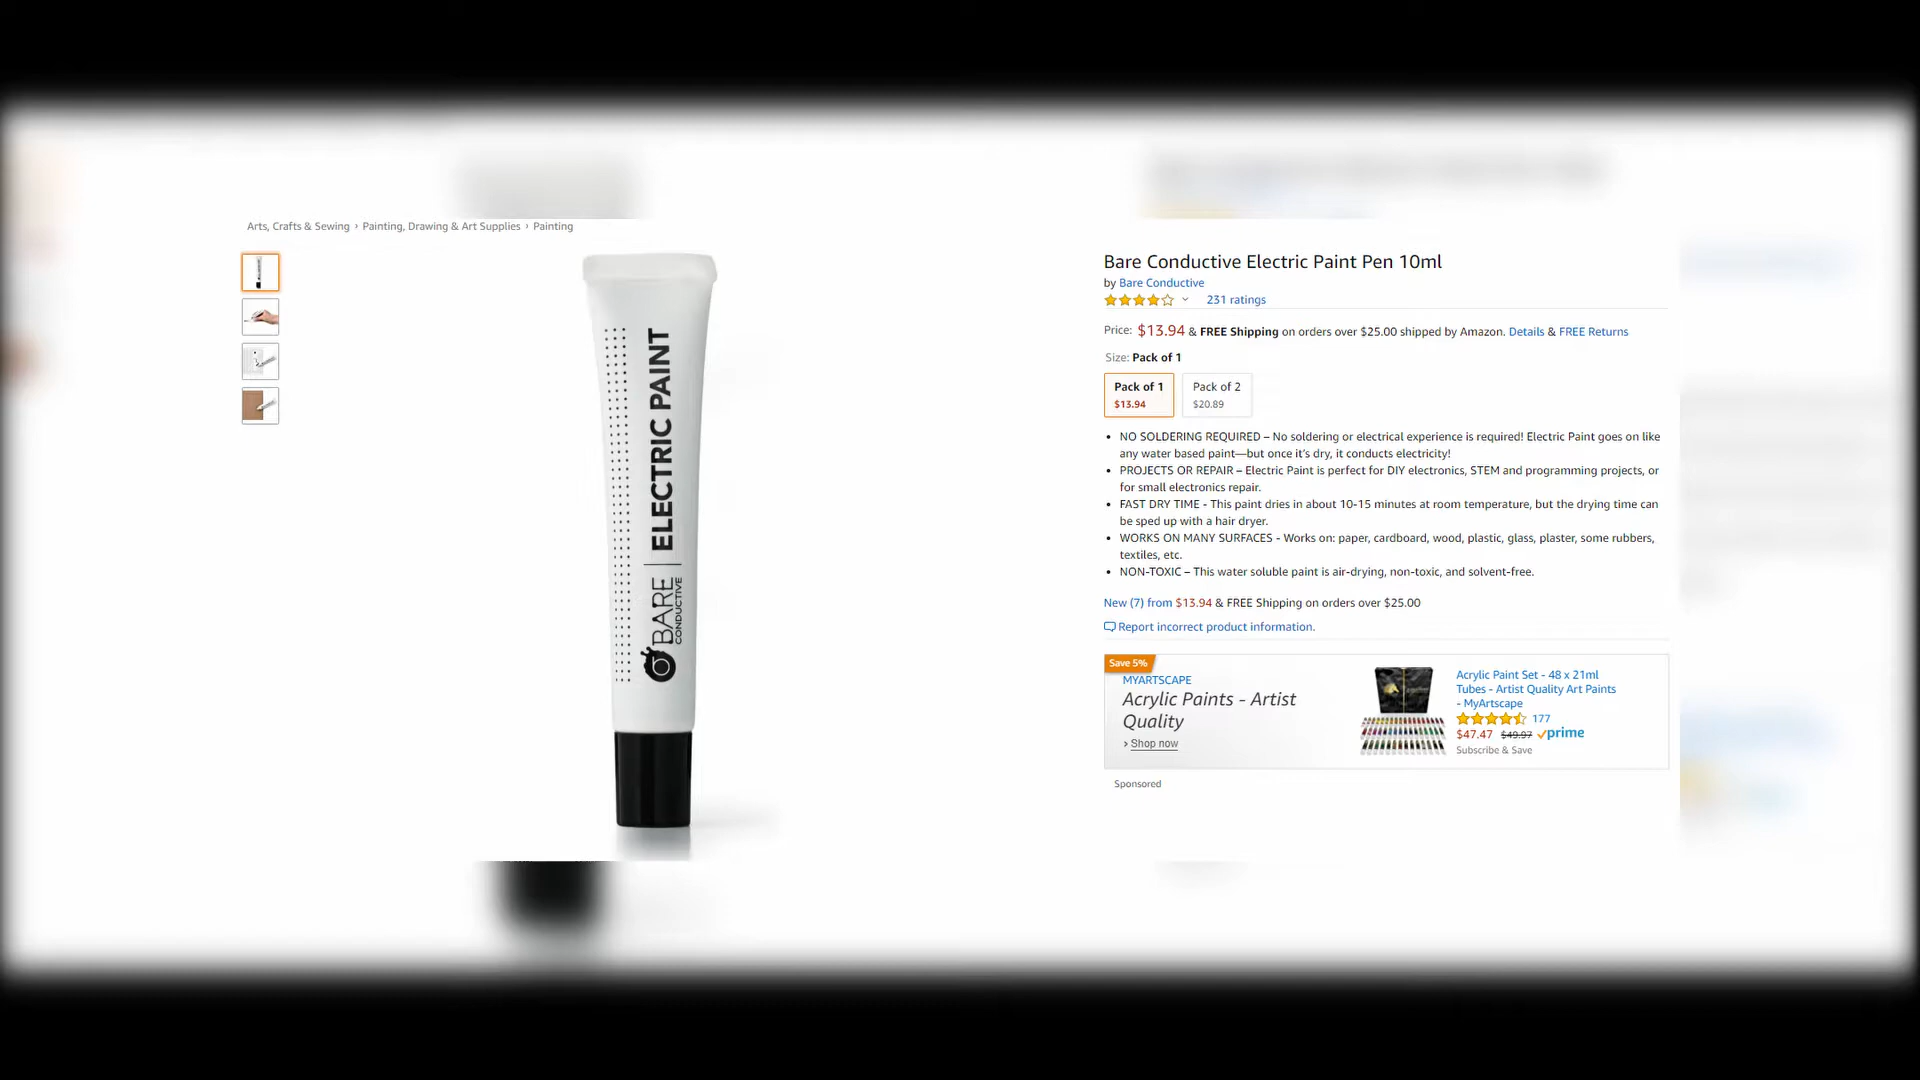 Arts, Crafts & Sewing › Painting, Drawing & Art Supplies › Painting
ELECTRIC PAINT
BARE
CONDUCTIVE
Bare Conductive Electric Paint Pen 10ml
by Bare Conductive
231 ratings
Price: $13.94 & FREE Shipping on orders over $25.00 shipped by Amazon. Details & FREE Returns
Size: Pack of 1
Pack of 1
$13.94
Pack of 2
$20.89
• NO SOLDERING REQUIRED – No soldering or electrical experience is required! Electric Paint goes on like
any water based paint—but once it's dry, it conducts electricity!
• PROJECTS OR REPAIR – Electric Paint is perfect for DIY electronics, STEM and programming projects, or
for small electronics repair.
• FAST DRY TIME - This paint dries in about 10-15 minutes at room temperature, but the drying time can
be sped up with a hair dryer.
• WORKS ON MANY SURFACES - Works on: paper, cardboard, wood, plastic, glass, plaster, some rubbers,
textiles, etc.
• NON-TOXIC – This water soluble paint is air-drying, non-toxic, and solvent-free.
New (7) from $13.94 & FREE Shipping on orders over $25.00
Report incorrect product information.
Save 5%
MYARTSCAPE
Acrylic Paints - Artist
Quality
› Shop now
Acrylic Paint Set - 48 x 21ml
Tubes - Artist Quality Art Paints
- MyArtscape
177
$47.47 $49.97 prime
Subscribe & Save
Sponsored